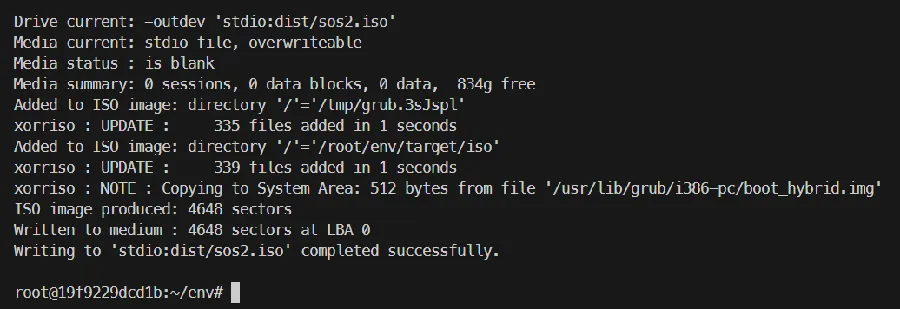 Drive current: -outdev 'stdio:dist/sos2.iso'
Media current: stdio file, overwriteable
Media status : is blank
Media summary: 0 sessions, 0 data blocks, 0 data,  834g free
Added to ISO image: directory '/'='/tmp/grub.3sJspl'
xorriso : UPDATE :     335 files added in 1 seconds
Added to ISO image: directory '/'='/root/env/target/iso'
xorriso : UPDATE :     339 files added in 1 seconds
xorriso : NOTE : Copying to System Area: 512 bytes from file '/usr/lib/grub/i386-pc/boot_hybrid.img'
ISO image produced: 4648 sectors
Written to medium : 4648 sectors at LBA 0
Writing to 'stdio:dist/sos2.iso' completed successfully.
root@19f9229dcd1b:~/env#